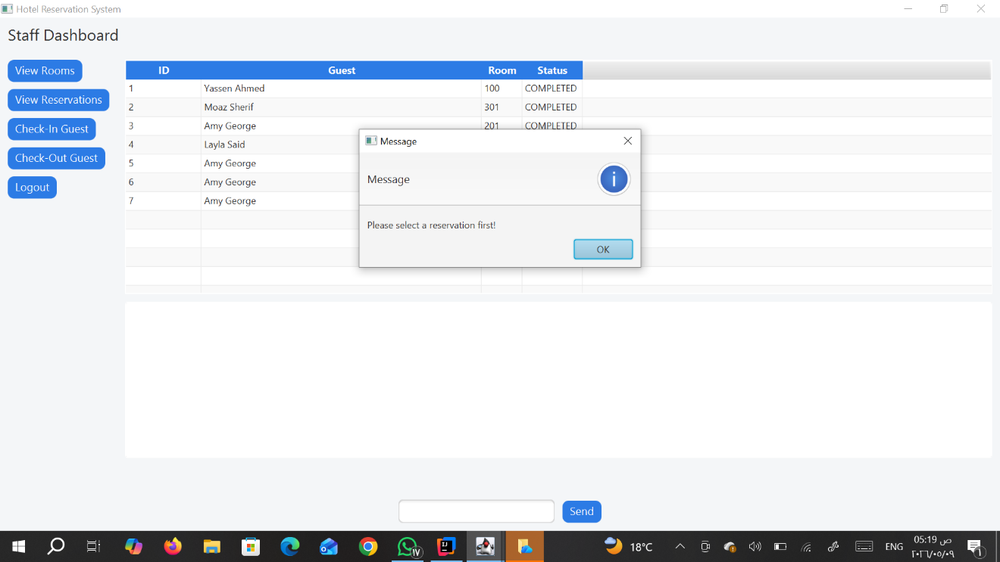 Hotel Reservation System
Staff Dashboard
View Rooms
View Reservations
Check-In Guest
Check-Out Guest
Logout
ID Guest Room Status
1 Yassen Ahmed 100 COMPLETED
2 Moaz Sherif 301 COMPLETED
3 Amy George 201 COMPLETED
4 Layla Said
5 Amy George
6 Amy George
7 Amy George
Message
Message
Please select a reservation first!
OK
Send
18°C
ENG
05:19 ص
٢٠٢٦/٠٥/٠٩
1